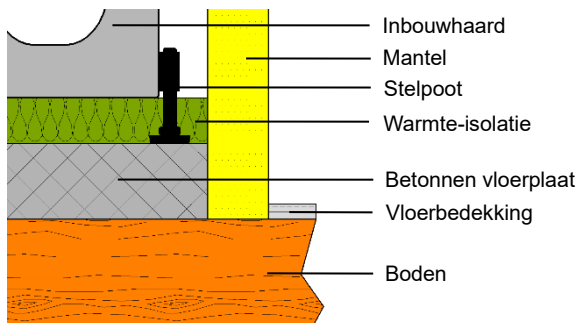 Inbouwhaard
Mantel
Stelpoot
Warmte-isolatie
Betonnen vloerplaat
Vloerbedekking
Boden